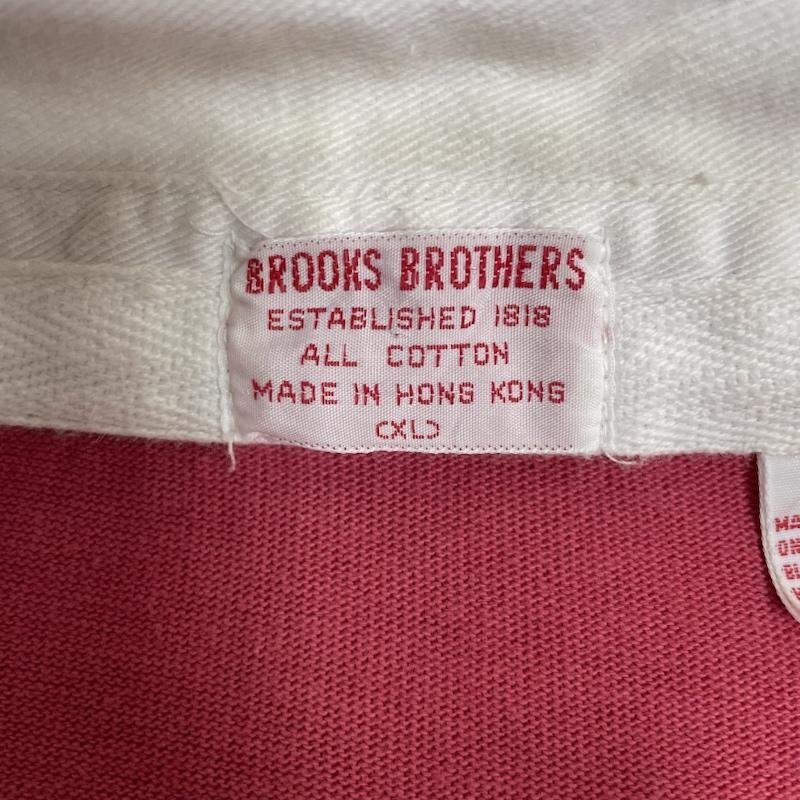 BROOKS BROTHERS
ESTABLISHED 1818
ALL COTTON
MADE IN HONG KONG
(XL)